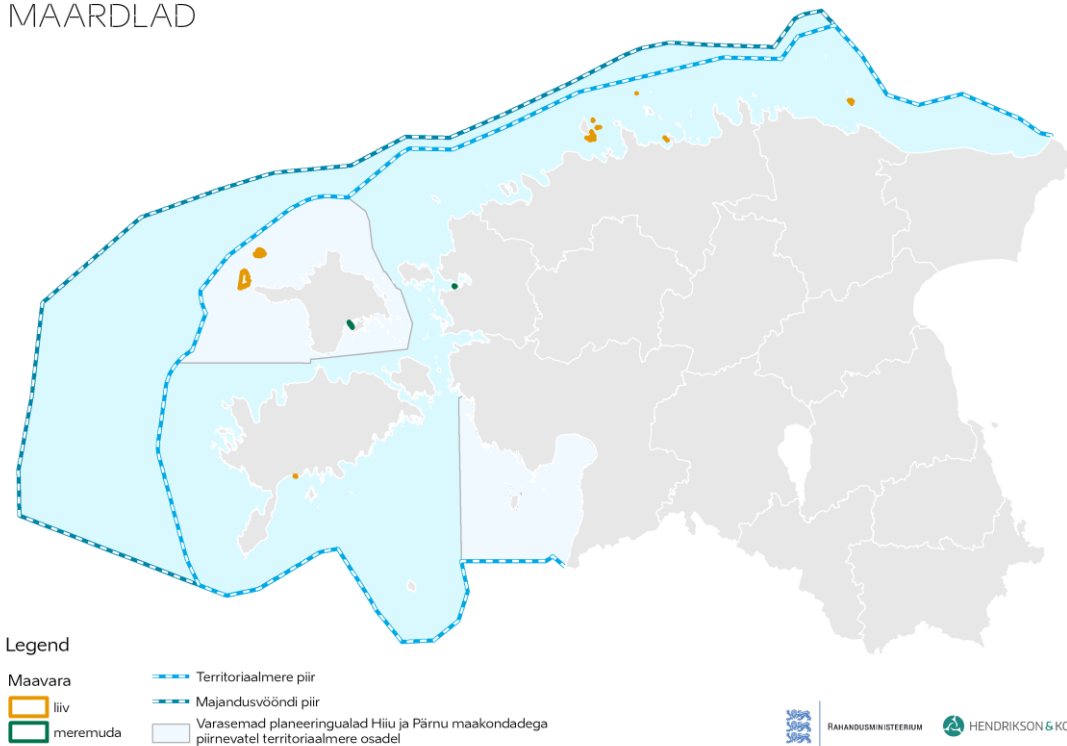 MAARDLAD
Legend
Maavara
liiv
meremuda
Territoriaalmere piir
Majandusvööndi piir
Varasemad planeeringualad Hiiu ja Pärnu maakondadega
piirnevatel territoriaalmere osadel
RAHANDUSMINISTEERIUM
HENDRIKSON & KO